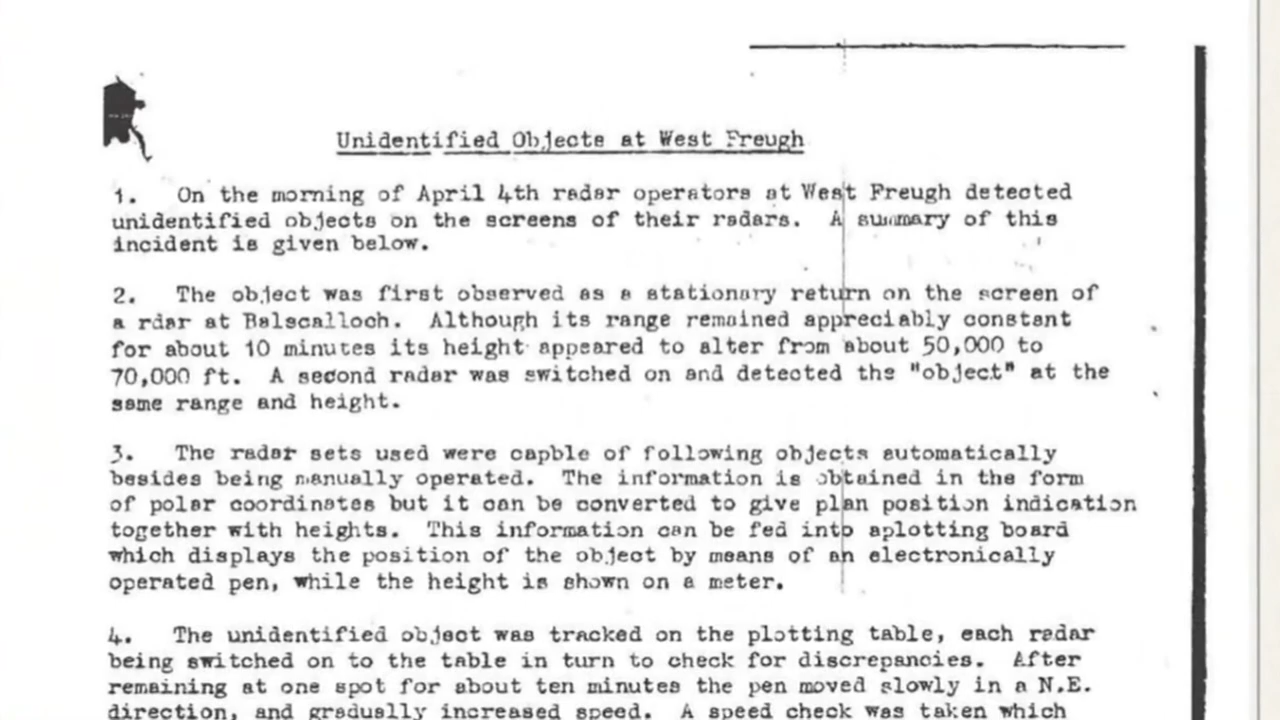 Unidentified Objects at West Freugh
1. On the morning of April 4th radar operators at West Freugh detected
unidentified objects on the screens of their radars. A summary of this
incident is given below.
2. The object was first observed as a stationary return on the screen of
a rdar at Balscalloch. Although its range remained appreciably constant
for about 10 minutes its height appeared to alter from about 50,000 to
70,000 ft. A second radar was switched on and detected the "object" at the
same range and height.
3. The radar sets used were capble of following objects automatically
besides being manually operated. The information is obtained in the form
of polar coordinates but it can be converted to give plan position indication
together with heights. This information can be fed into aplotting board
which displays the position of the object by means of an electronically
operated pen, while the height is shown on a meter.
4. The unidentified object was tracked on the plotting table, each radar
being switched on to the table in turn to check for discrepancies. After
remaining at one spot for about ten minutes the pen moved slowly in a N.E.
direction, and gradually increased speed. A speed check was taken which